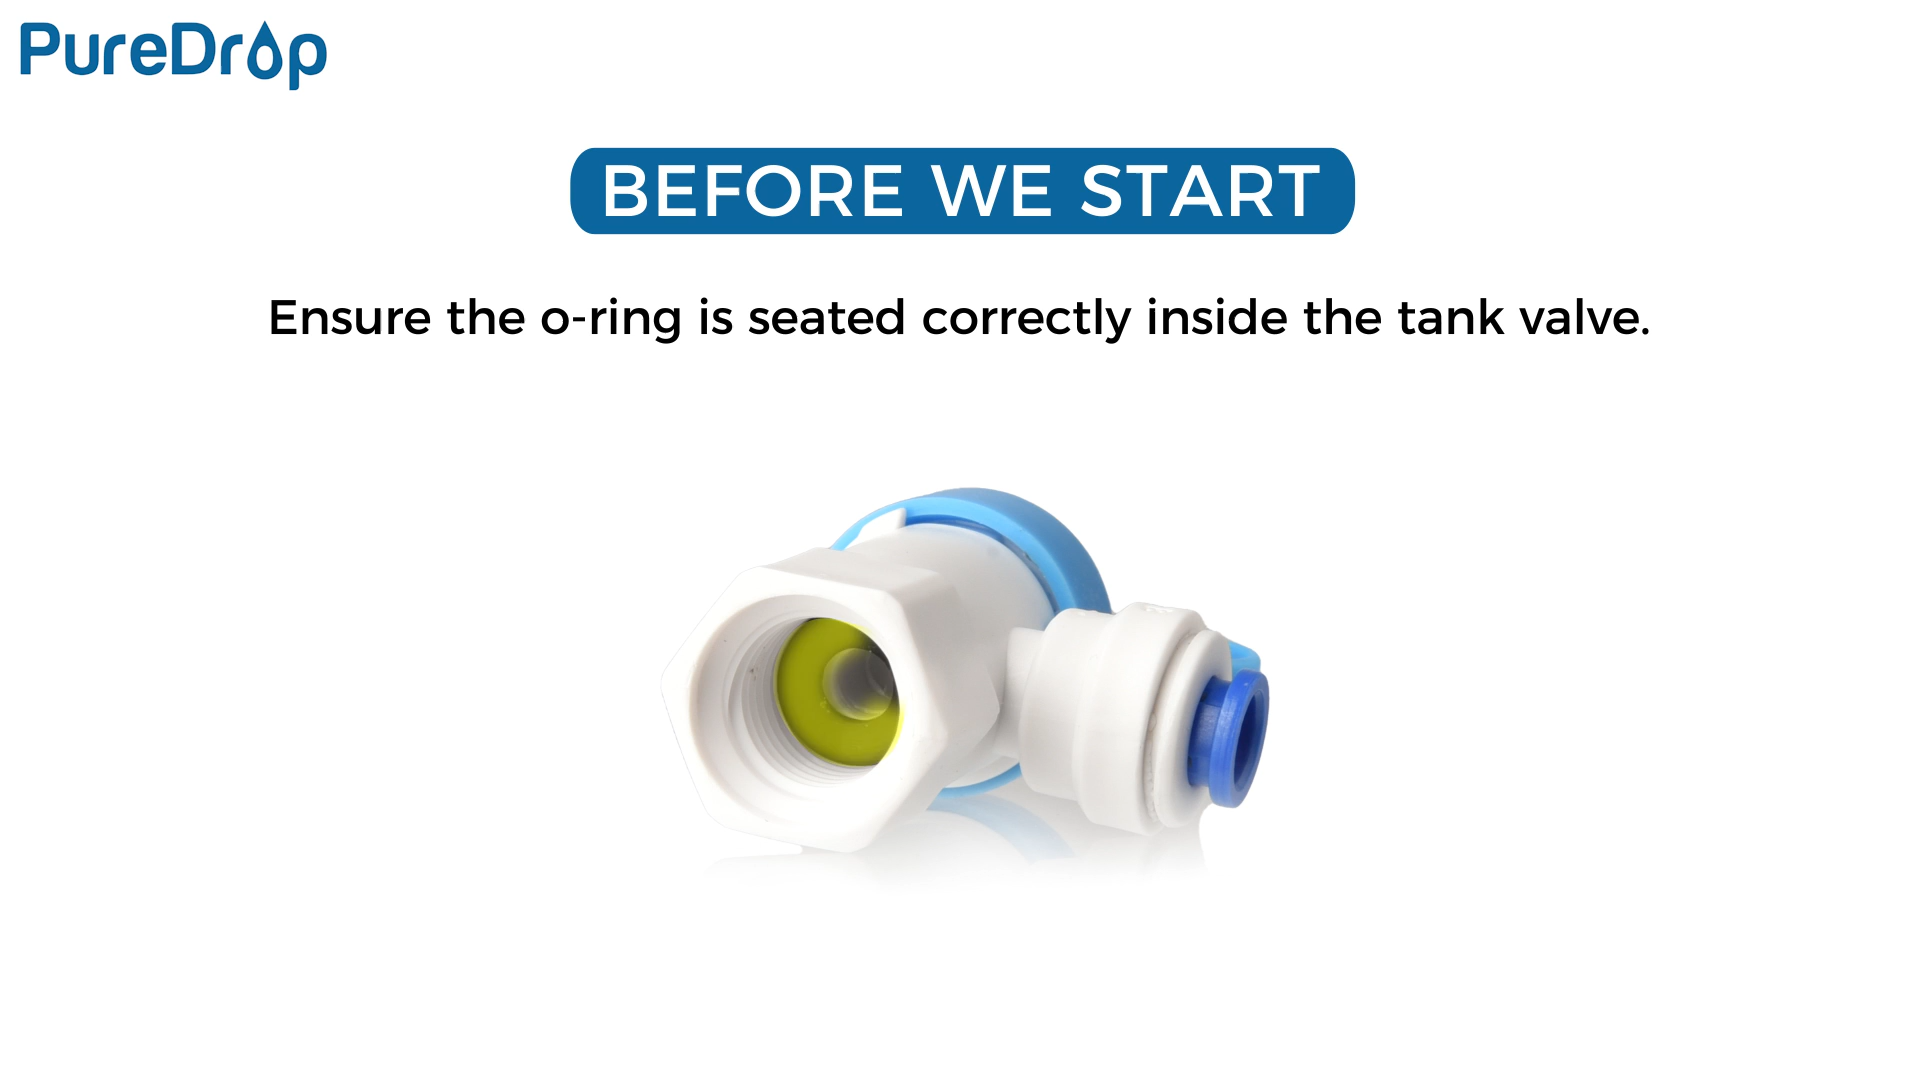 PureDrop
BEFORE WE START
Ensure the o-ring is seated correctly inside the tank valve.